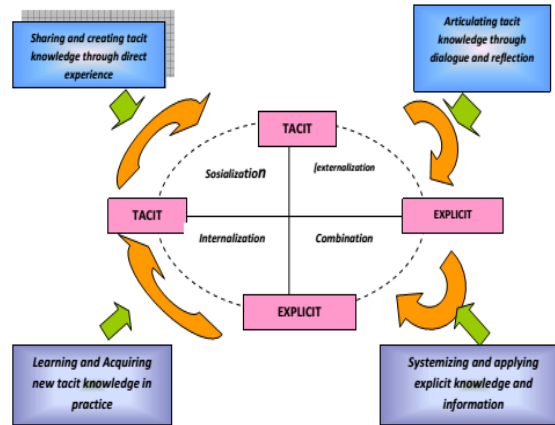 Sharing and creating tacit
knowledge through direct
experience
Articulating tacit
knowledge through
dialogue and reflection
TACIT
Sosialization
[externalization
TACIT
EXPLICIT
Internalization
Combination
EXPLICIT
Learning and Acquiring
new tacit knowledge in
practice
Systemizing and applying
explicit knowledge and
information